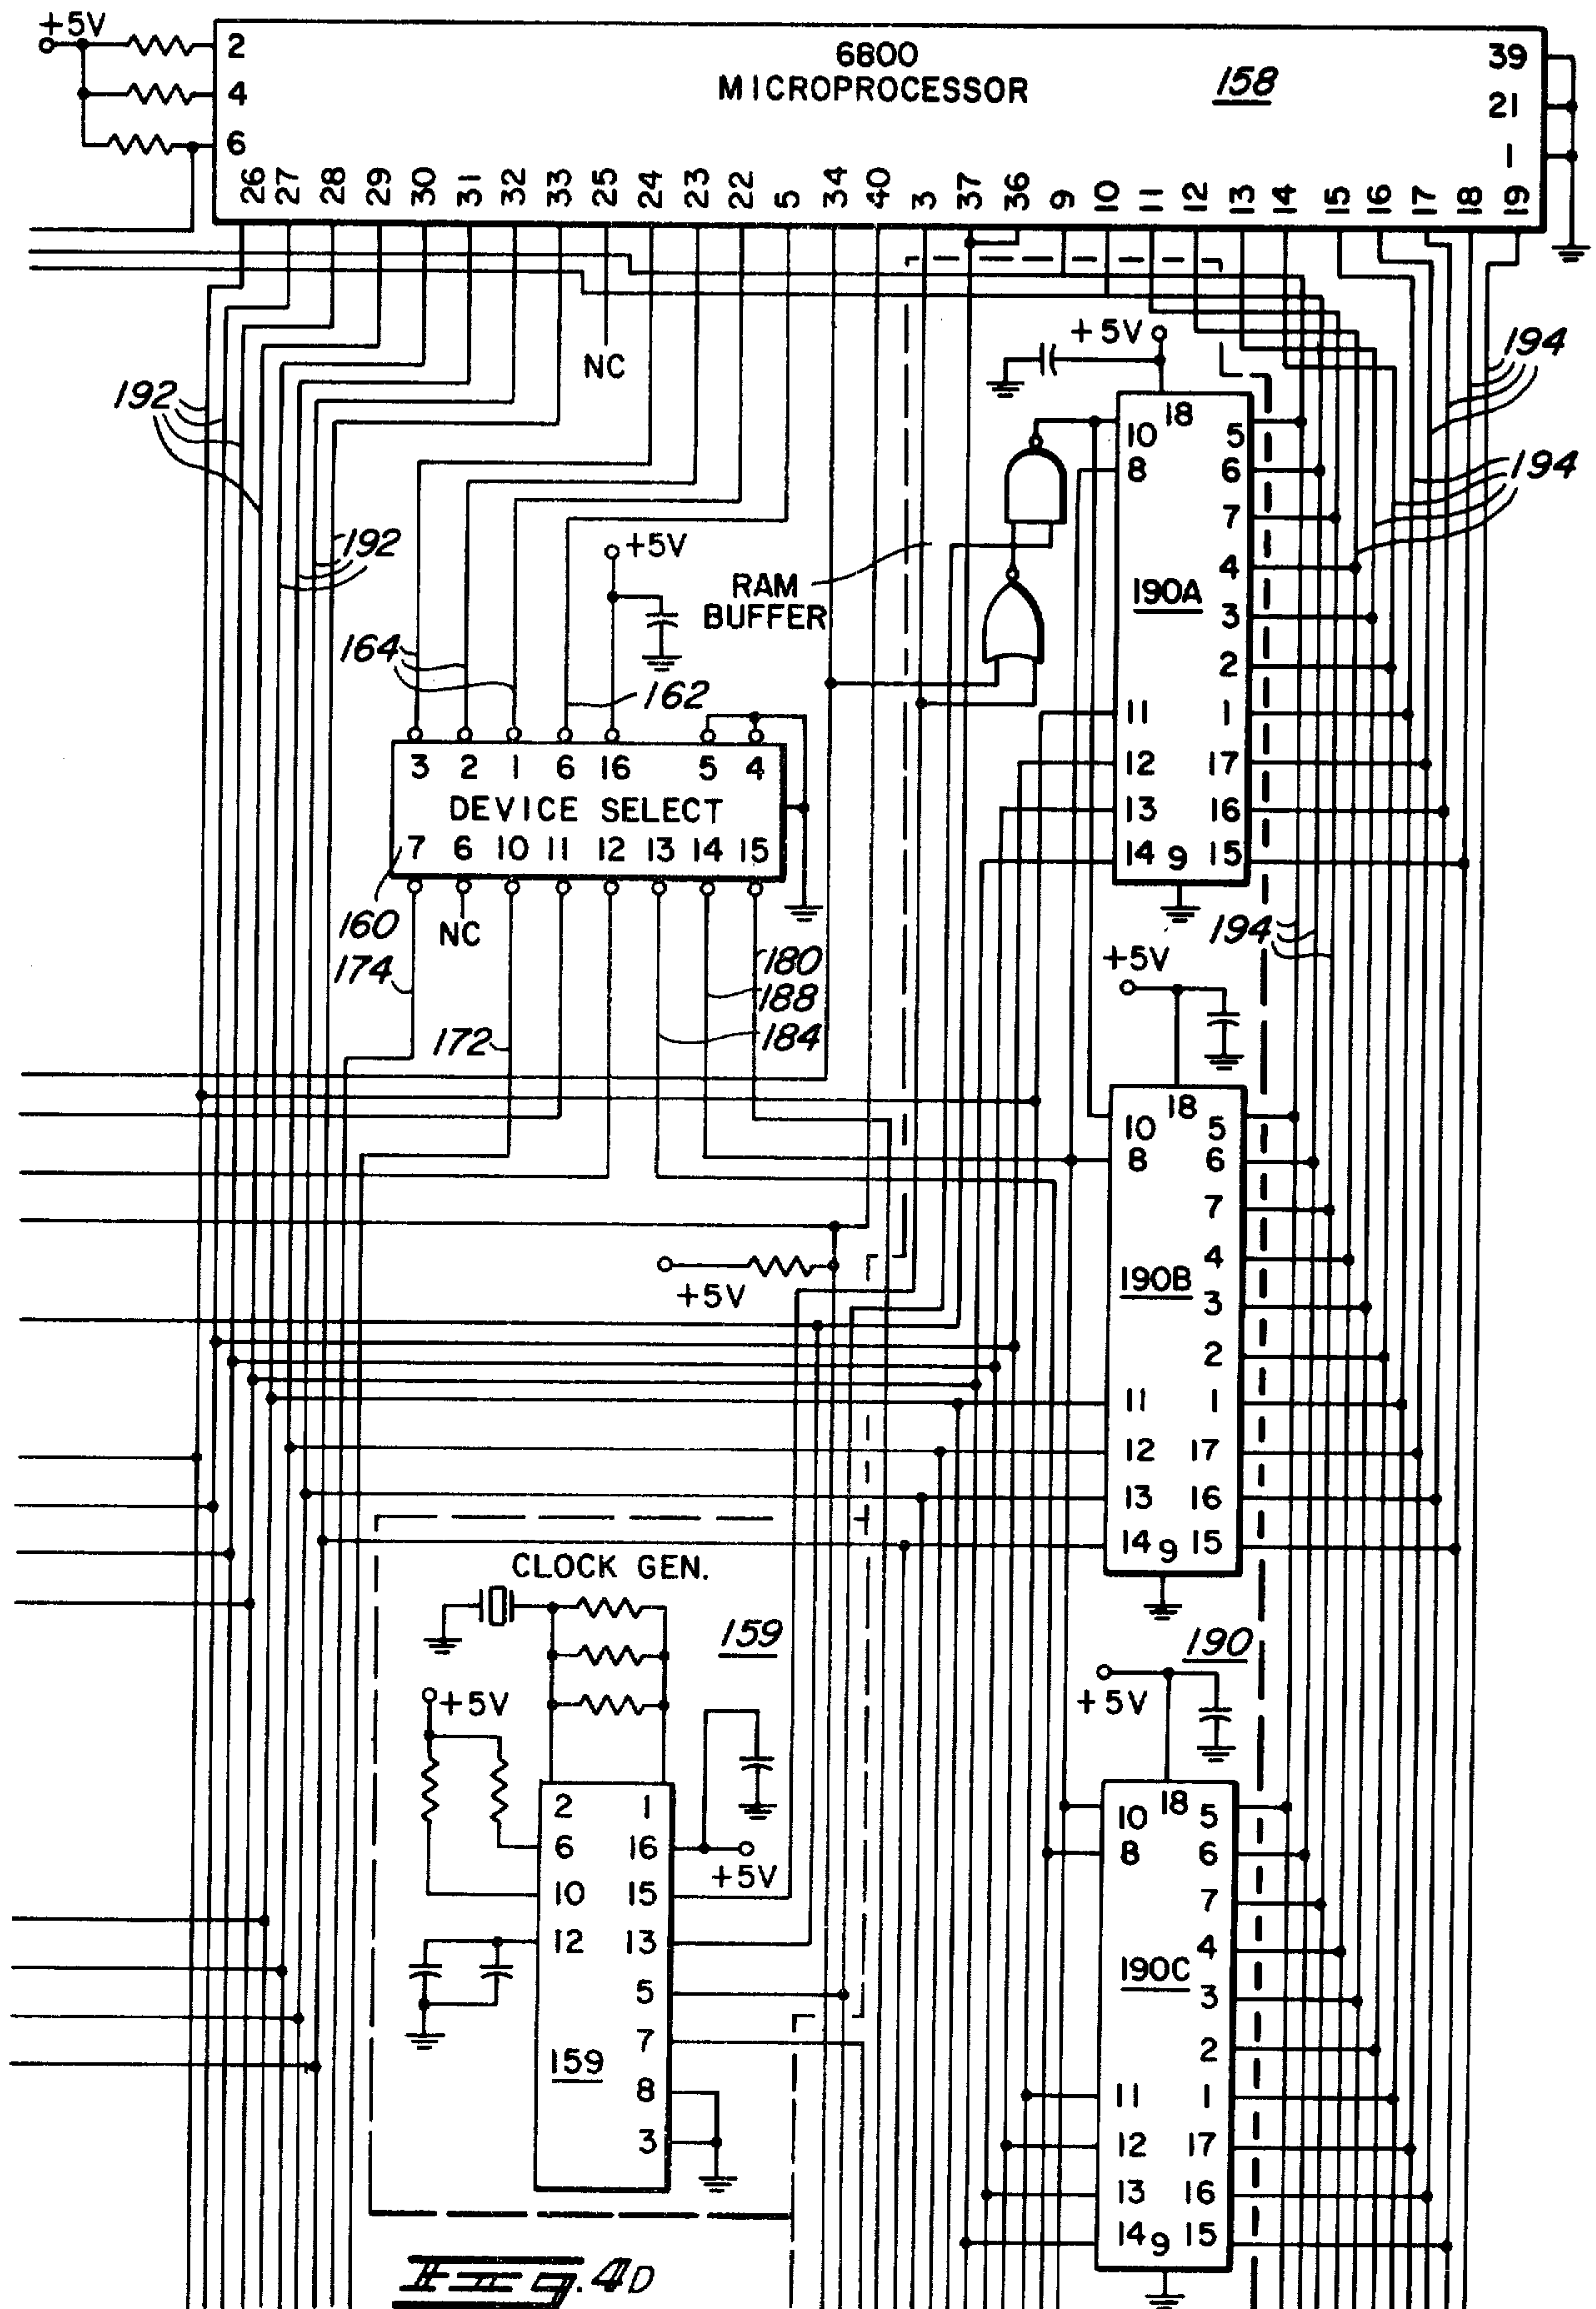 +5V
6800
MICROPROCESSOR
158
2
4
6
39
21
1
26 27 28 29 30 31 32 33 25 24 23 22 5 34 40 3 37 36 9 10 11 12 13 14 15 16 17 18 19
NC
+5V
194
192
194
192
+5V
RAM
BUFFER
164
162
3 2 1 6 16 5 4
DEVICE SELECT
7 6 10 11 12 13 14 15
160
NC
174
172
180
188
184
18
10 5
8 6
7
4
190A
3
2
11 1
12 17
13 16
14 9 15
194
+5V
18
10 5
8 6
7
4
190B
3
2
11 1
12 17
13 16
14 9 15
+5V
CLOCK GEN.
159
190
+5V
+5V
2 1
6 16
+5V
10 15
12 13
5
7
159
8
3
18
10 5
8 6
7
4
190C
3
2
11 1
12 17
13 16
14 9 15
Fig. 4D